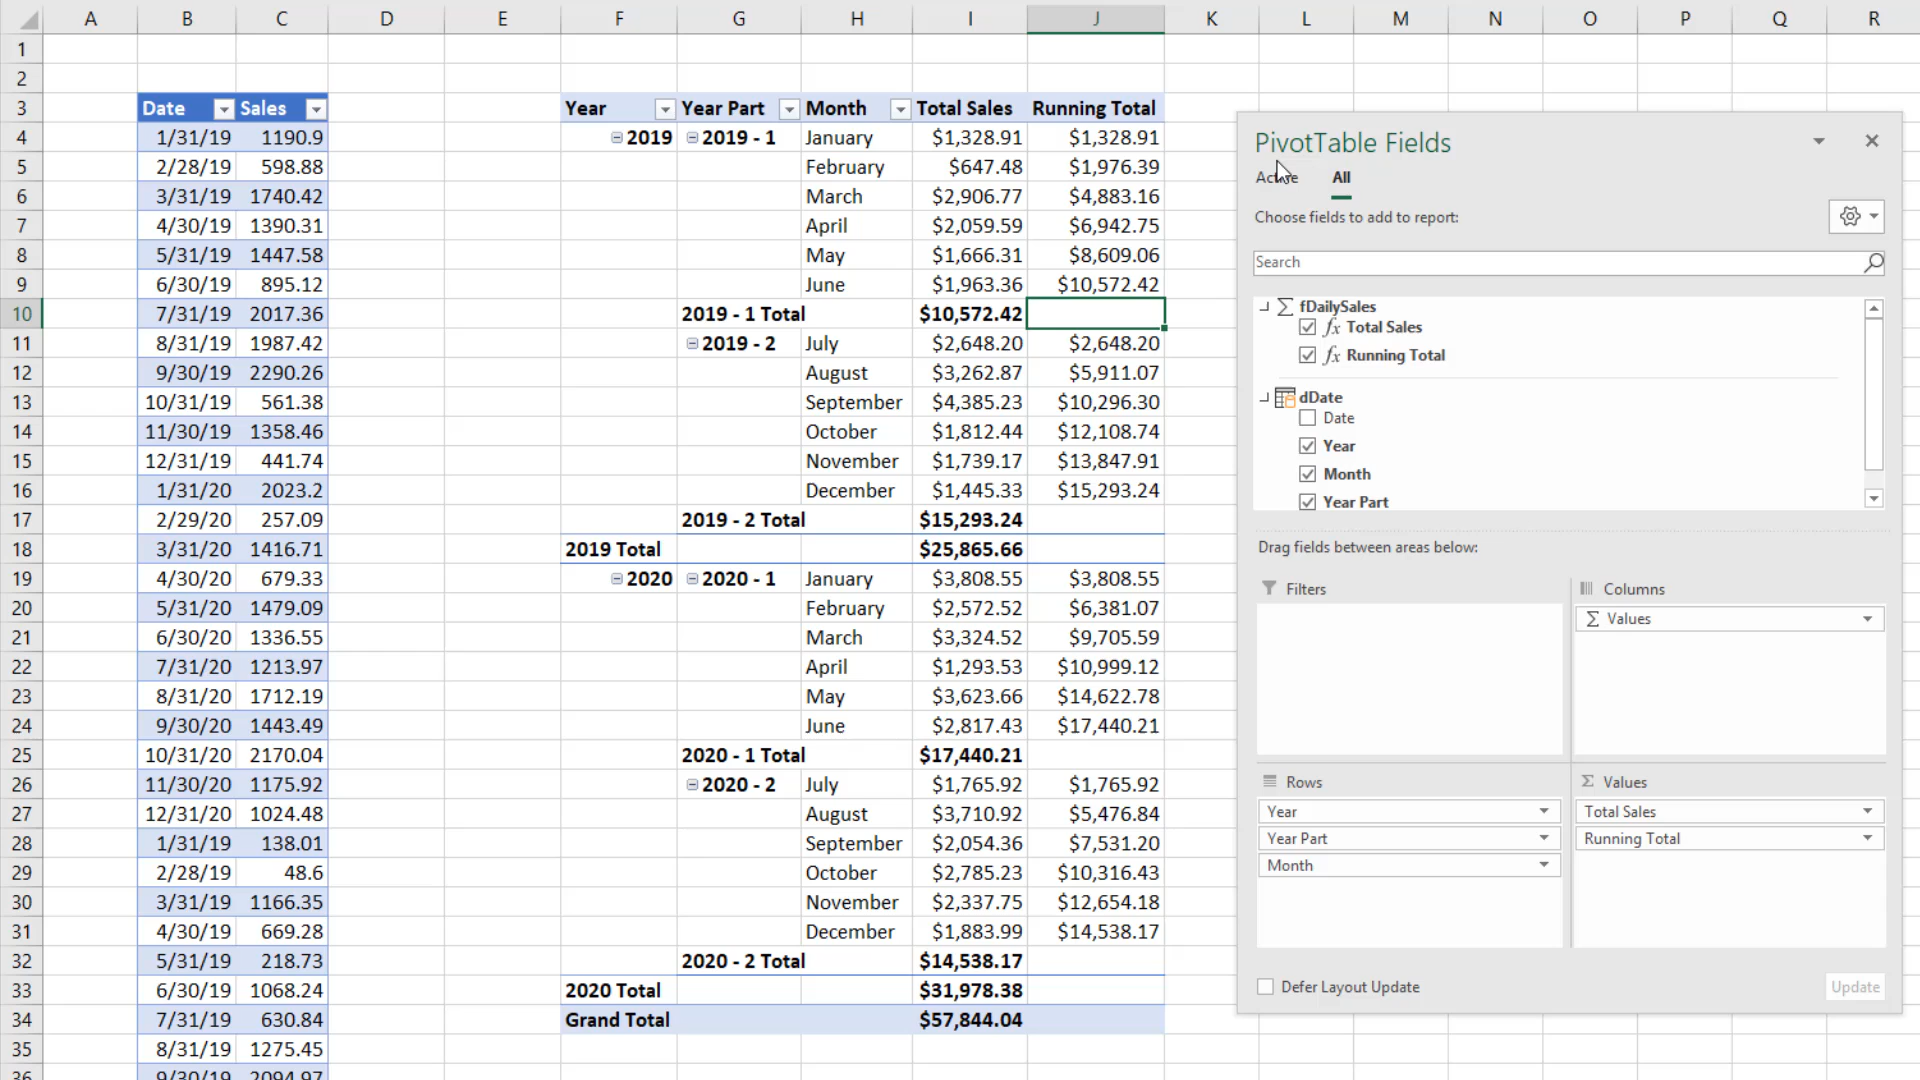 A B C D E F G H I J K L M N O P Q R
1
2
3 Date Sales Year Year Part Month Total Sales Running Total
4 1/31/19 1190.9 2019 2019 - 1 January $1,328.91 $1,328.91
5 2/28/19 598.88 February $647.48 $1,976.39
6 3/31/19 1740.42 March $2,906.77 $4,883.16
7 4/30/19 1390.31 April $2,059.59 $6,942.75
8 5/31/19 1447.58 May $1,666.31 $8,609.06
9 6/30/19 895.12 June $1,963.36 $10,572.42
10 7/31/19 2017.36 2019 - 1 Total $10,572.42
11 8/31/19 1987.42 2019 - 2 July $2,648.20 $2,648.20
12 9/30/19 2290.26 August $3,262.87 $5,911.07
13 10/31/19 561.38 September $4,385.23 $10,296.30
14 11/30/19 1358.46 October $1,812.44 $12,108.74
15 12/31/19 441.74 November $1,739.17 $13,847.91
16 1/31/20 2023.2 December $1,445.33 $15,293.24
17 2/29/20 257.09 2019 - 2 Total $15,293.24
18 3/31/20 1416.71 2019 Total $25,865.66
19 4/30/20 679.33 2020 2020 - 1 January $3,808.55 $3,808.55
20 5/31/20 1479.09 February $2,572.52 $6,381.07
21 6/30/20 1336.55 March $3,324.52 $9,705.59
22 7/31/20 1213.97 April $1,293.53 $10,999.12
23 8/31/20 1712.19 May $3,623.66 $14,622.78
24 9/30/20 1443.49 June $2,817.43 $17,440.21
25 10/31/20 2170.04 2020 - 1 Total $17,440.21
26 11/30/20 1175.92 2020 - 2 July $1,765.92 $1,765.92
27 12/31/20 1024.48 August $3,710.92 $5,476.84
28 1/31/19 138.01 September $2,054.36 $7,531.20
29 2/28/19 48.6 October $2,785.23 $10,316.43
30 3/31/19 1166.35 November $2,337.75 $12,654.18
31 4/30/19 669.28 December $1,883.99 $14,538.17
32 5/31/19 218.73 2020 - 2 Total $14,538.17
33 6/30/19 1068.24 2020 Total $31,978.38
34 7/31/19 630.84 Grand Total $57,844.04
35 8/31/19 1275.45
36 9/30/19 2094.97
PivotTable Fields
Active All
Choose fields to add to report:
Search
fDailySales
fx Total Sales
fx Running Total
dDate
Date
Year
Month
Year Part
Drag fields between areas below:
Filters
Columns
Σ Values
Rows
Year
Year Part
Month
Σ Values
Total Sales
Running Total
Defer Layout Update
Update